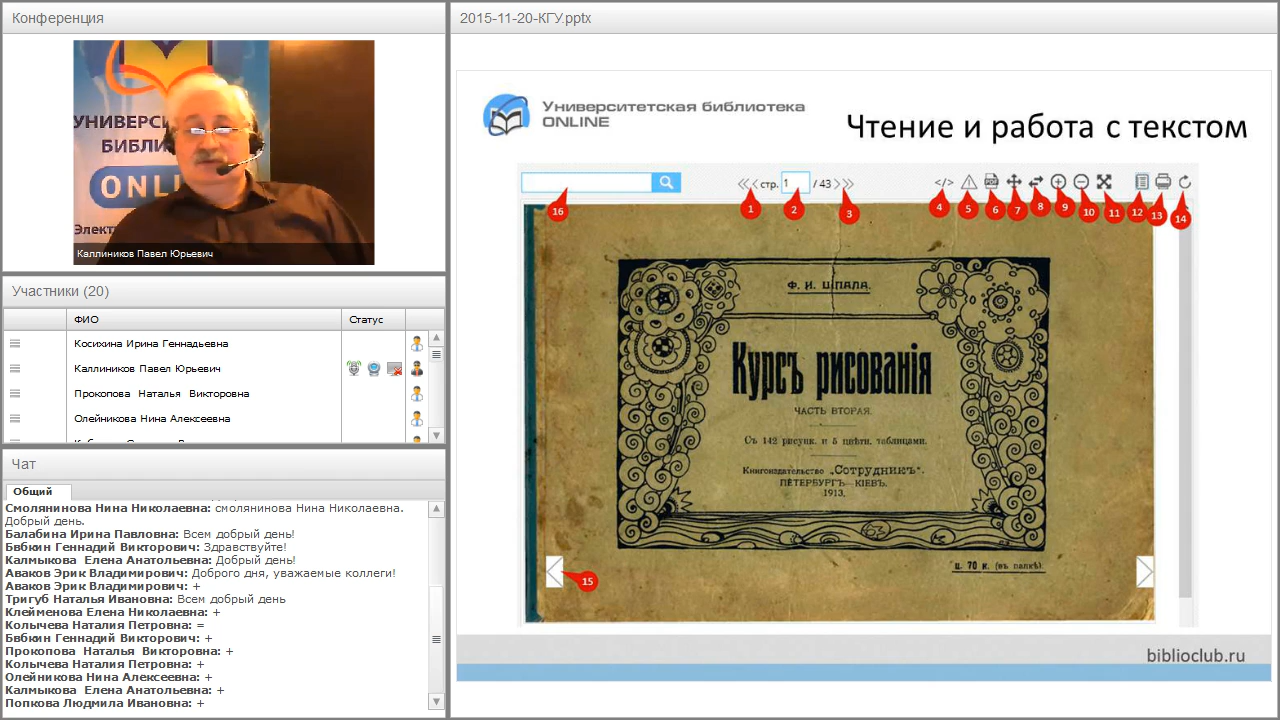 Конференция
УНИВЕРСИ
БИБЛИ
ONLI
Элект
Каллиников Павел Юрьевич
Участники (20)
ФИО Статус
Косихина Ирина Геннадьевна
Каллиников Павел Юрьевич
Прокопова Наталья Викторовна
Олейникова Нина Алексеевна
Чат
Общий
Смолянинова Нина Николаевна: смолянинова Нина Николаевна.
Добрый день.
Балабина Ирина Павловна: Всем добрый день!
Бвбкин Геннадий Викторович: Здравствуйте!
Калмыкова Елена Анатольевна: Добрый день!
Аваков Эрик Владимирович: Доброго дня, уважаемые коллеги!
Аваков Эрик Владимирович: +
Тригуб Наталья Ивановна: Всем добрый день
Клейменова Елена Николаевна: +
Колычева Наталия Петровна: =
Бвбкин Геннадий Викторович: +
Прокопова Наталья Викторовна: +
Колычева Наталия Петровна: +
Олейникова Нина Алексеевна: +
Калмыкова Елена Анатольевна: +
Попкова Людмила Ивановна: +
2015-11-20-КГУ.pptx
Университетская библиотека
ONLINE
Чтение и работа с текстом
стр. 1 / 43 </> PDF
16 1 2 3 4 5 6 7 8 9 10 11 12 13 14
Ф. И. ШПАЛА.
Курсъ рисованія
ЧАСТЬ ВТОРАЯ.
Съ 142 рисунк. и 5 цвѣтн. таблицами.
Книгоиздательство „Сотрудникъ".
ПЕТЕРБУРГЪ—КІЕВЪ.
1913.
Ц. 70 к. (въ папкѣ).
15
biblioclub.ru